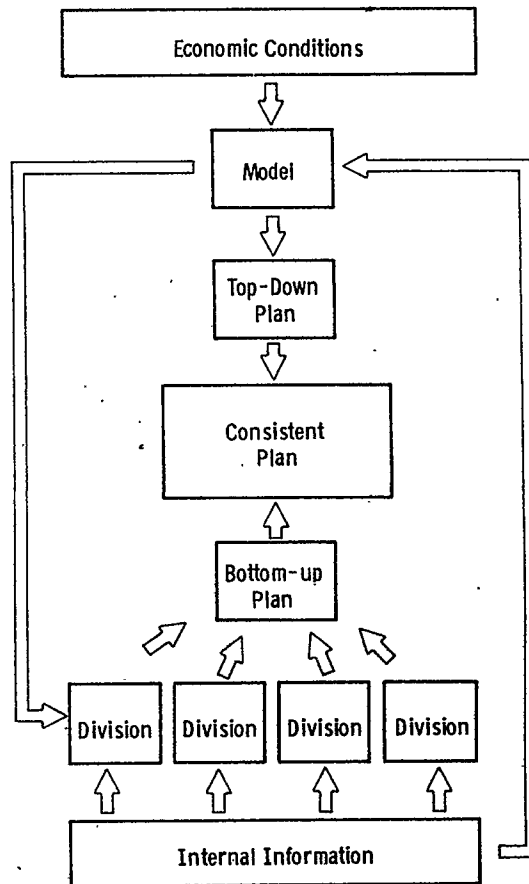 Economic Conditions
Model
Top-Down
Plan
Consistent
Plan
Bottom-up
Plan
Division
Division
Division
Division
Internal Information